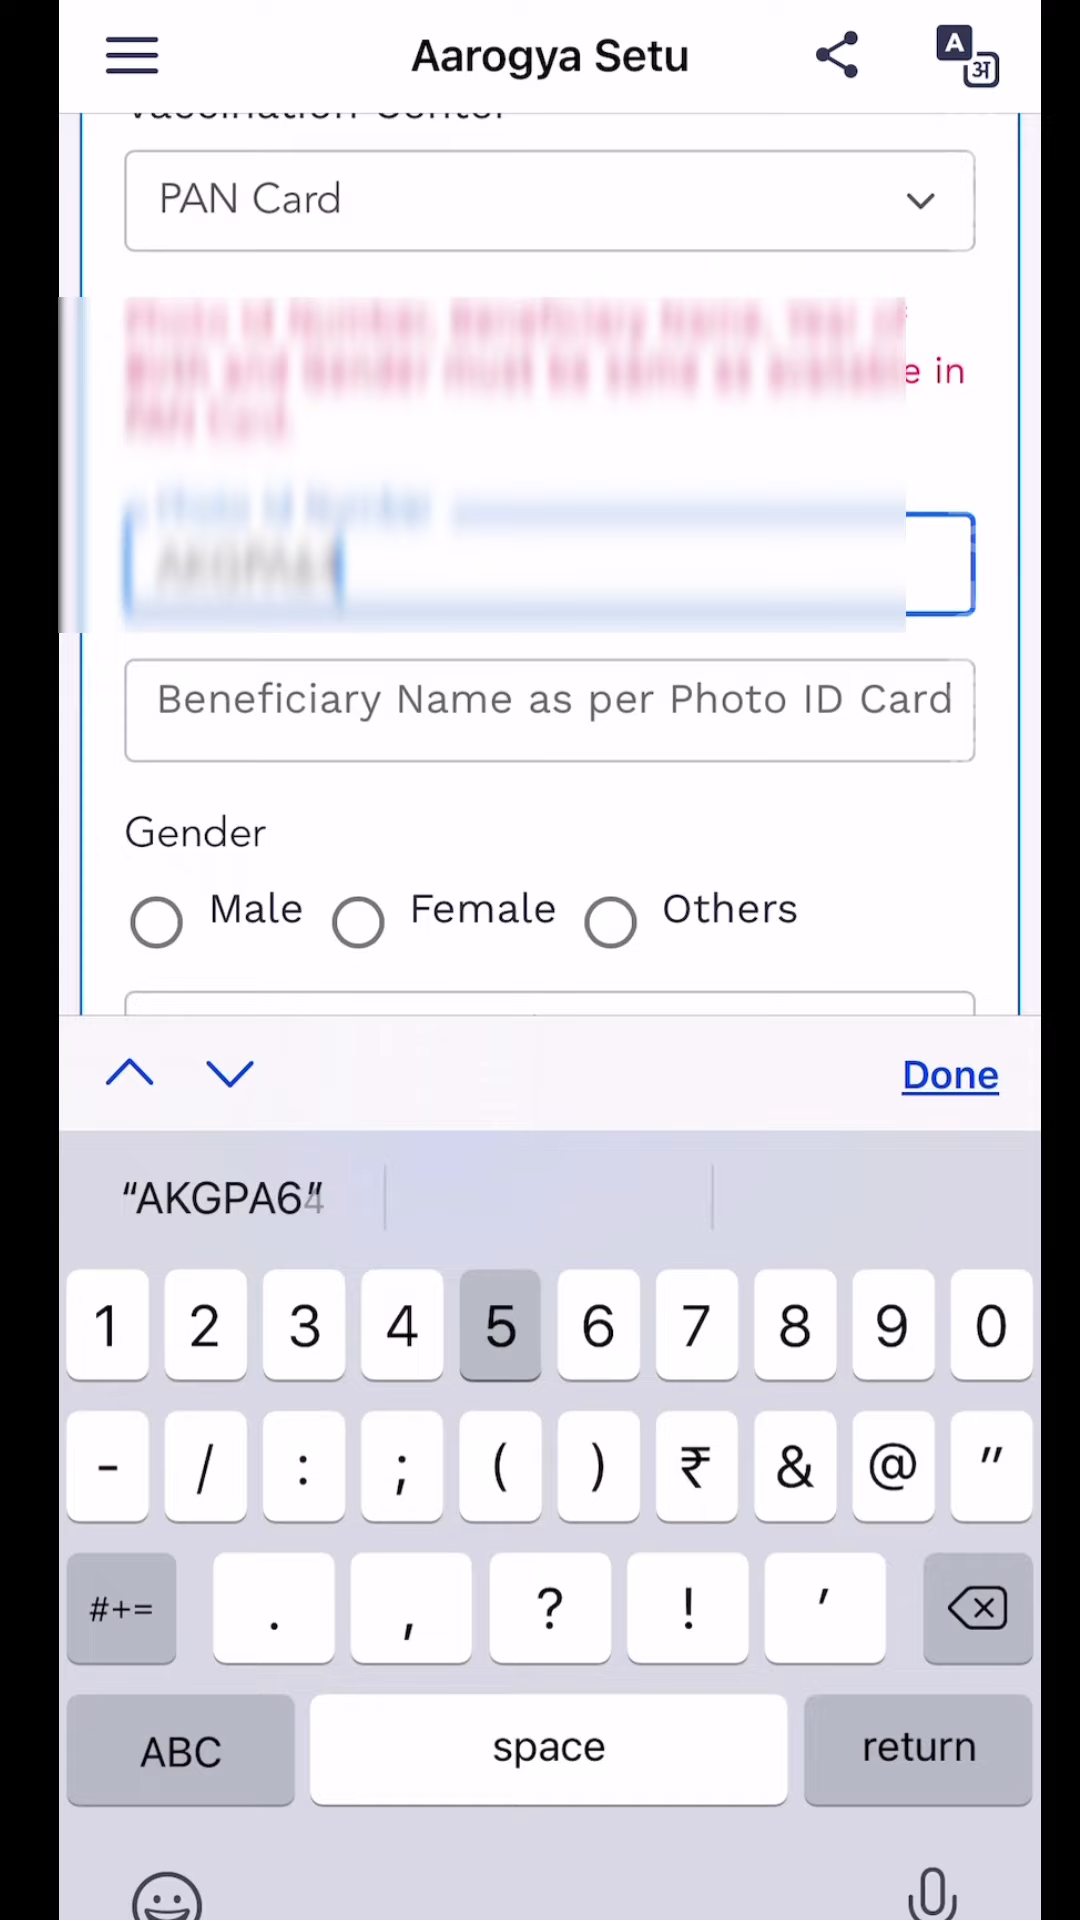 Aarogya Setu
A
अ
PAN Card
e in
Beneficiary Name as per Photo ID Card
Gender
Male Female Others
Done
1 2 3 4 5 6 7 8 9 0
- / : ; ( ) ₹ & @ "
#+= . , ? ! '
ABC space return